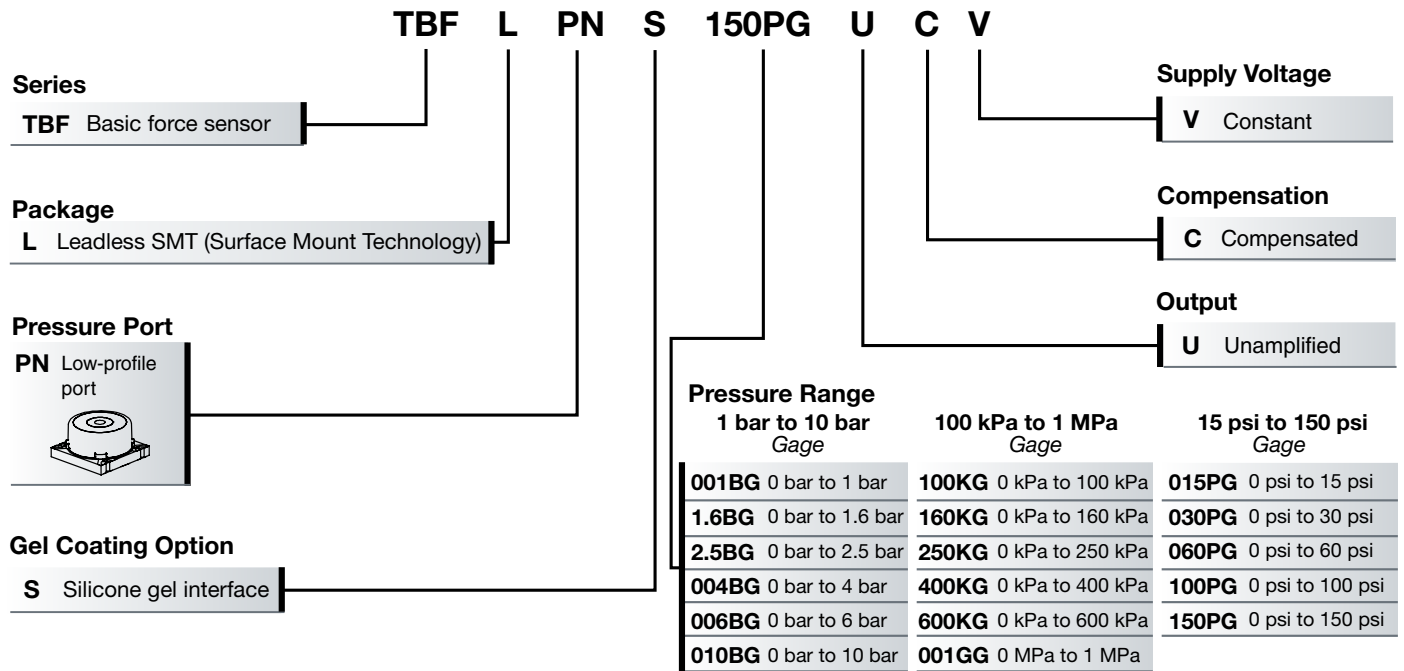 TBF L PN S 150PG U C V
Series
TBF Basic force sensor
Package
L Leadless SMT (Surface Mount Technology)
Pressure Port
PN Low-profile
port
Gel Coating Option
S Silicone gel interface
Supply Voltage
V Constant
Compensation
C Compensated
Output
U Unamplified
Pressure Range
1 bar to 10 bar 100 kPa to 1 MPa 15 psi to 150 psi
Gage Gage Gage
001BG 0 bar to 1 bar 100KG 0 kPa to 100 kPa 015PG 0 psi to 15 psi
1.6BG 0 bar to 1.6 bar 160KG 0 kPa to 160 kPa 030PG 0 psi to 30 psi
2.5BG 0 bar to 2.5 bar 250KG 0 kPa to 250 kPa 060PG 0 psi to 60 psi
004BG 0 bar to 4 bar 400KG 0 kPa to 400 kPa 100PG 0 psi to 100 psi
006BG 0 bar to 6 bar 600KG 0 kPa to 600 kPa 150PG 0 psi to 150 psi
010BG 0 bar to 10 bar 001GG 0 MPa to 1 MPa